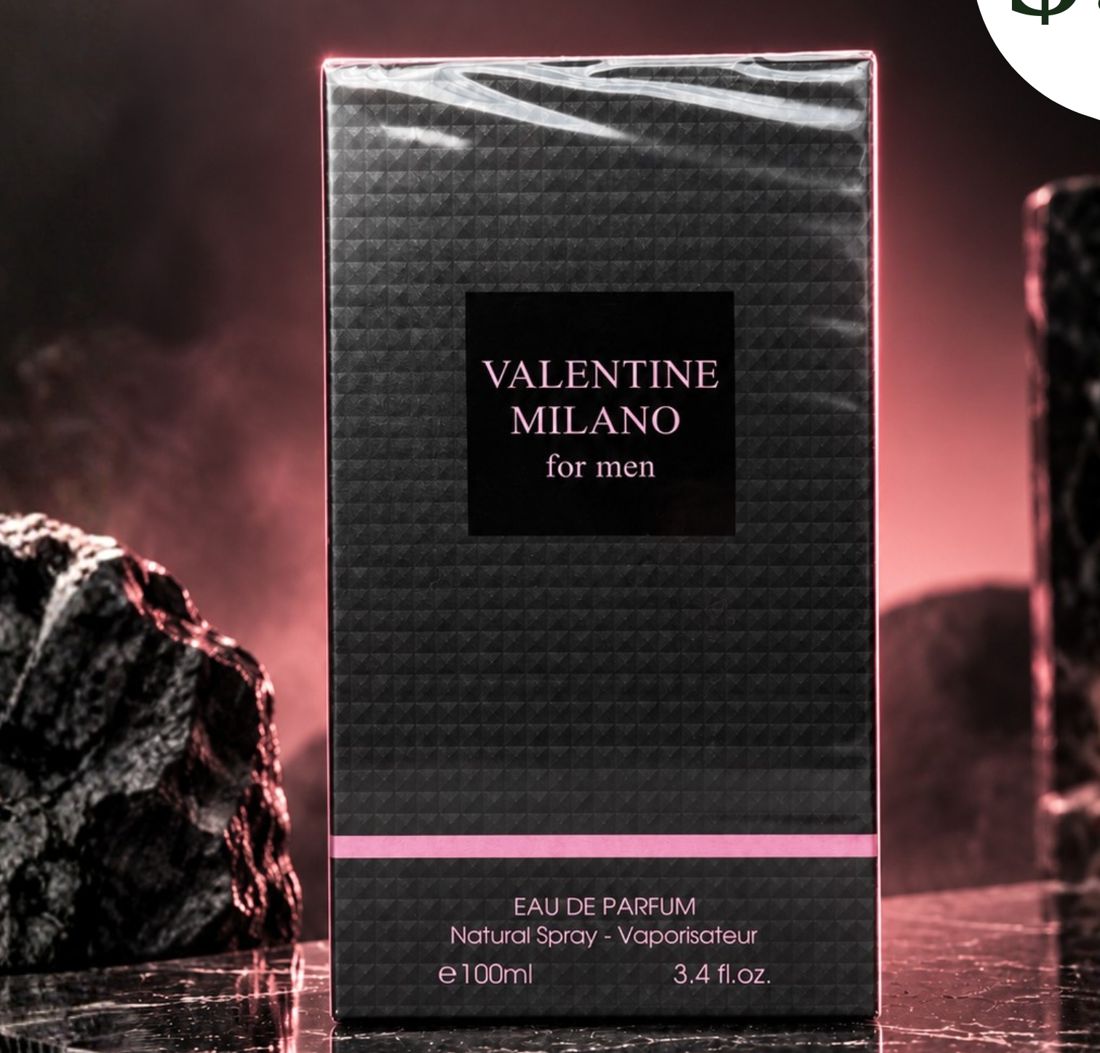 $
VALENTINE
MILANO
for men
EAU DE PARFUM
Natural Spray - Vaporisateur
e100ml 3.4 fl.oz.